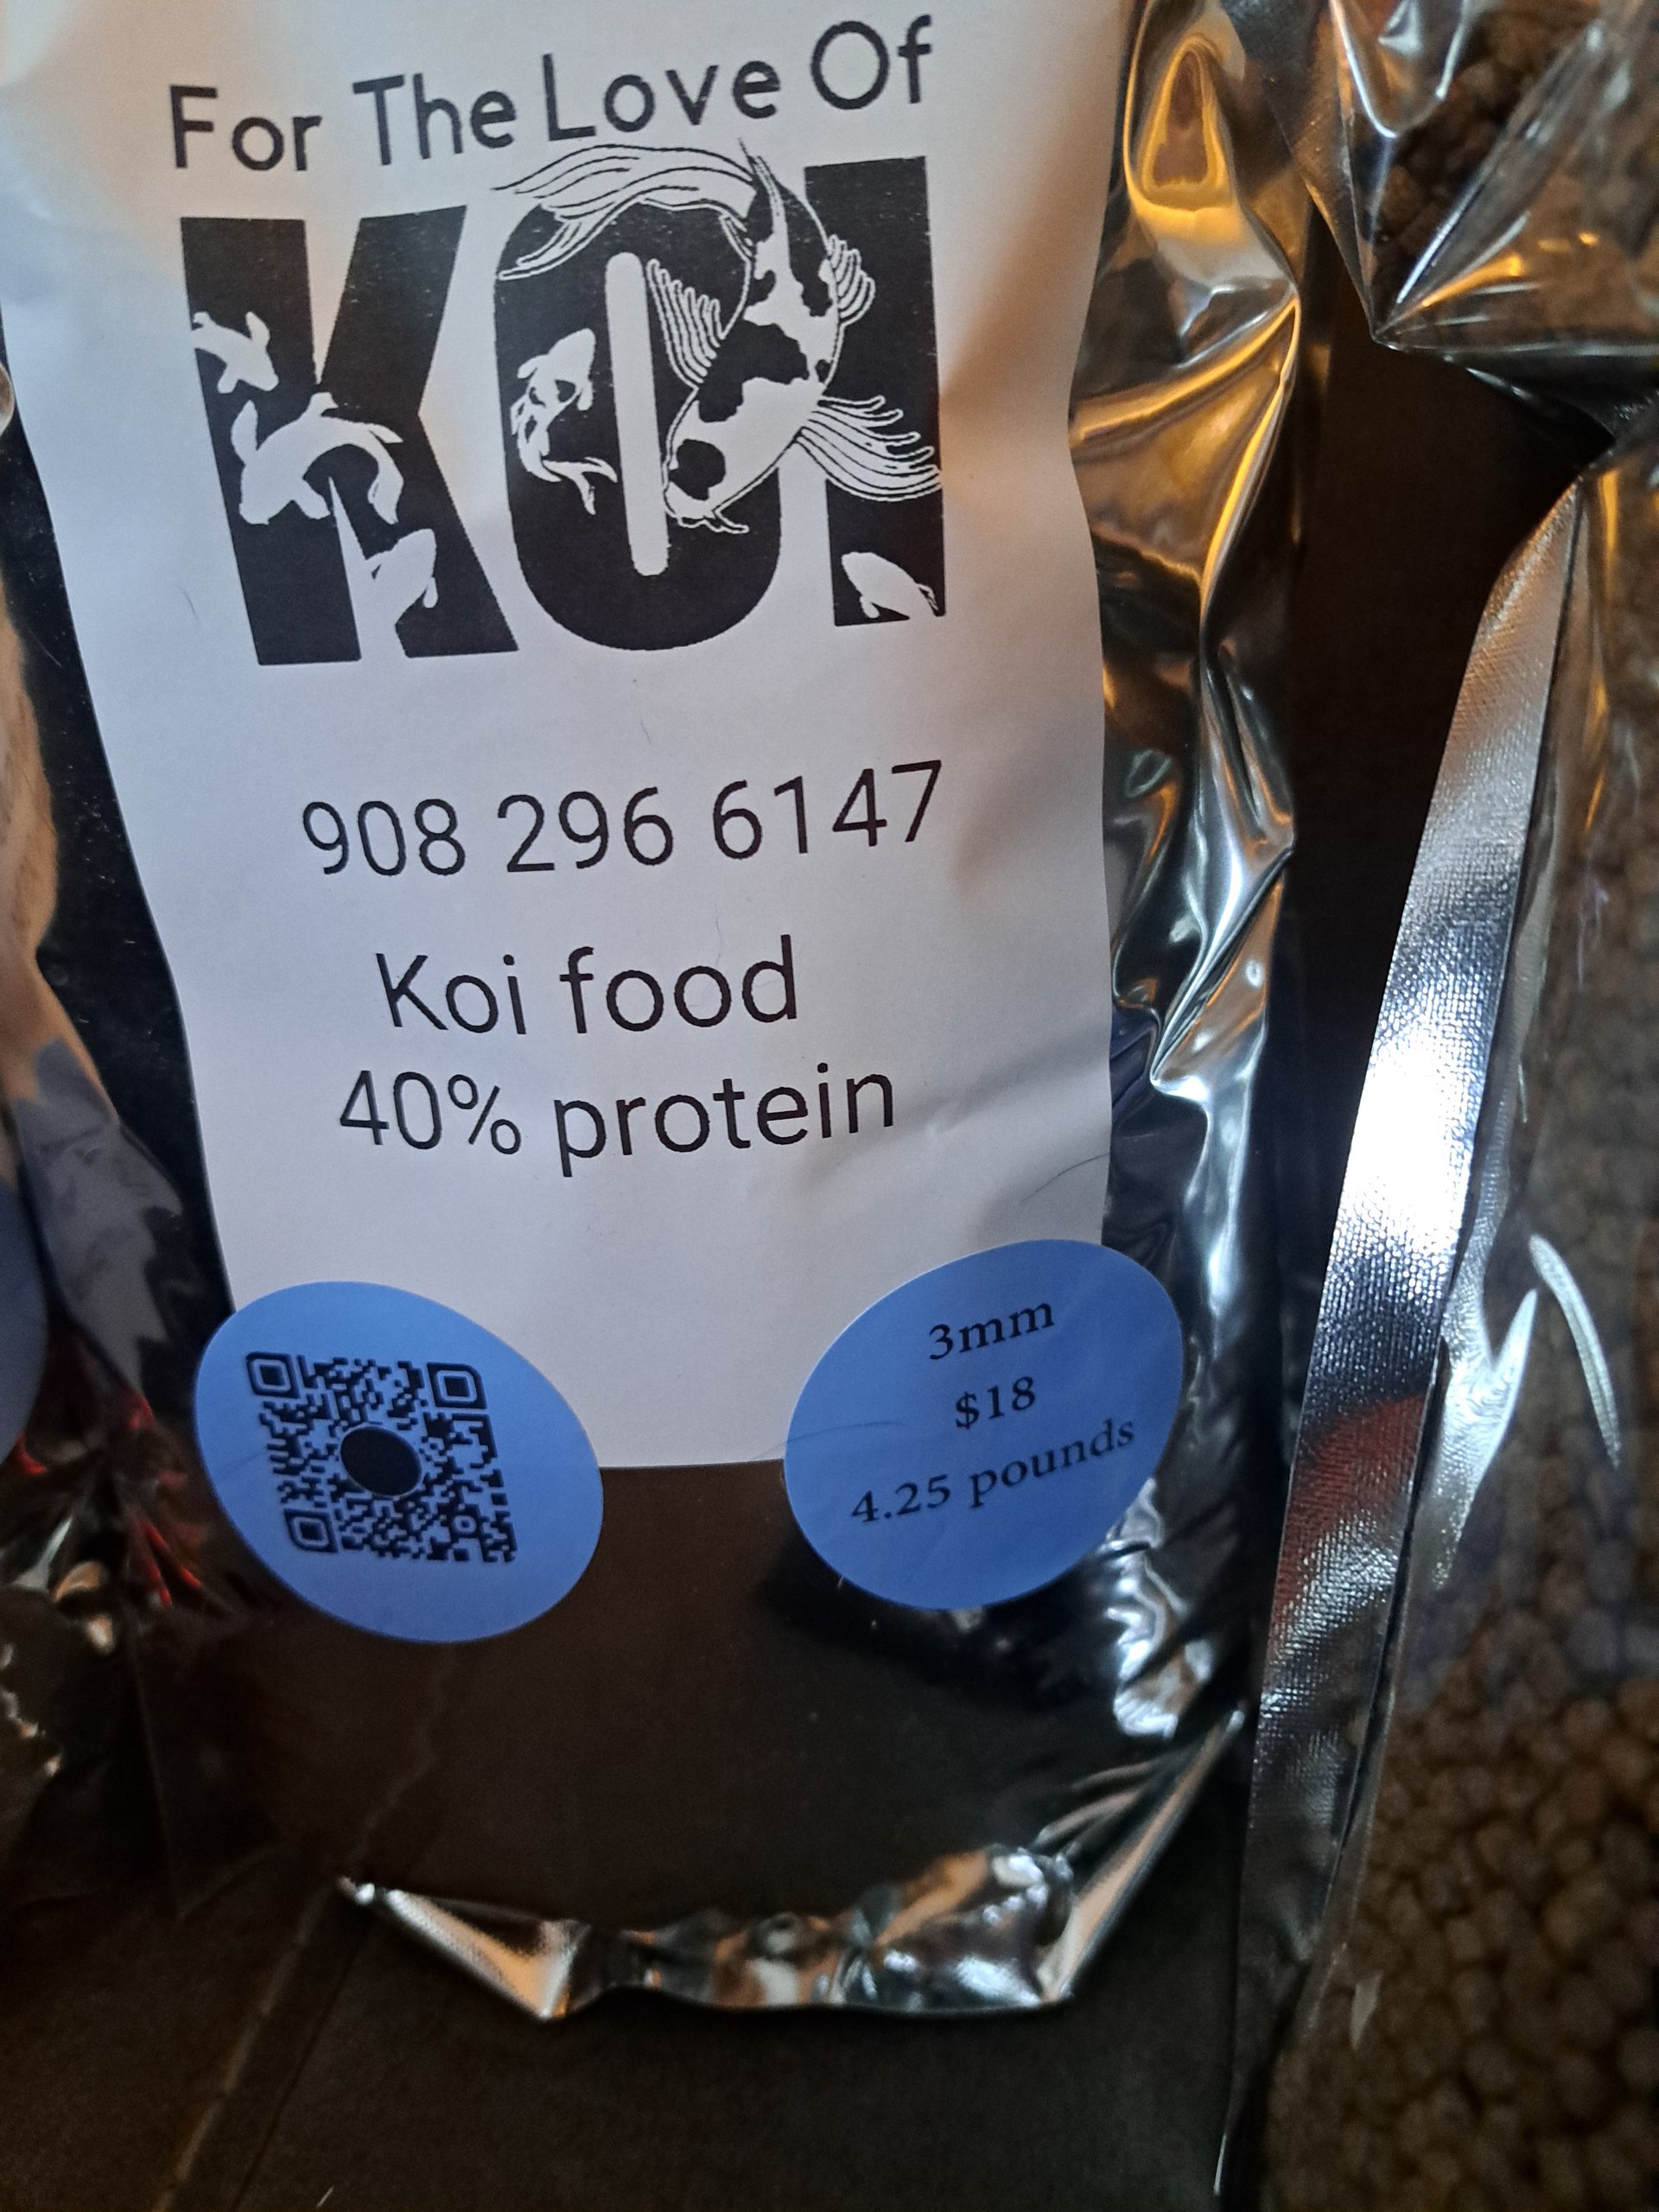 For The Love Of
KOI
908 296 6147
Koi food
40% protein
3mm
$18
4.25 pounds